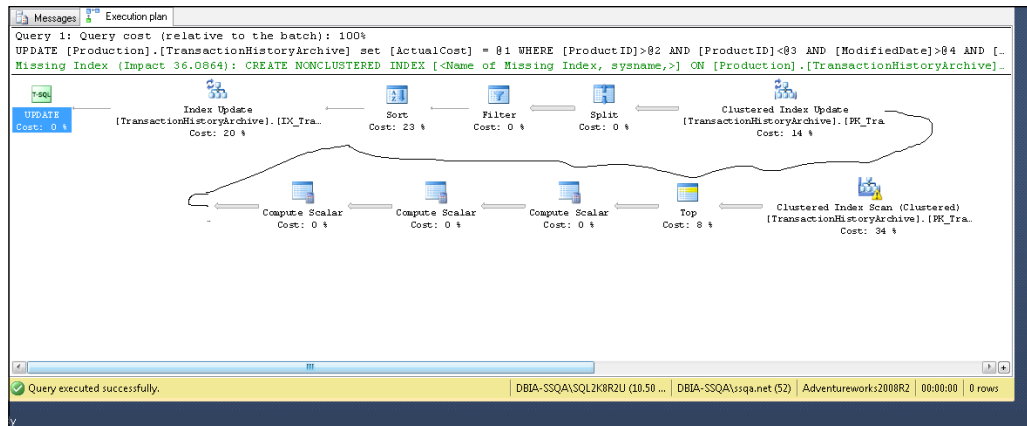 Messages Execution plan
Query 1: Query cost (relative to the batch): 100%
UPDATE [Production].[TransactionHistoryArchive] set [ActualCost] = @1 WHERE [ProductID]>@2 AND [ProductID]<@3 AND [ModifiedDate]>@4 AND [...
Missing Index (Impact 36.0864): CREATE NONCLUSTERED INDEX [<Name of Missing Index, sysname,>] ON [Production].[TransactionHistoryArchive]...
T-SQL
UPDATE
Cost: 0 %
Index Update
[TransactionHistoryArchive].[IX_Tra...
Cost: 20 %
Sort
Cost: 23 %
Filter
Cost: 0 %
Split
Cost: 0 %
Clustered Index Update
[TransactionHistoryArchive].[PK_Tra
Cost: 14 %
Compute Scalar
Cost: 0 %
Compute Scalar
Cost: 0 %
Compute Scalar
Cost: 0 %
Top
Cost: 8 %
Clustered Index Scan (Clustered)
[TransactionHistoryArchive].[PK_Tra...
Cost: 34 %
Query executed successfully.
DBIA-SSQA\SQL2K8R2U (10.50 ...
DBIA-SSQA\ssqa.net (52)
Adventureworks2008R2
00:00:00
0 rows
y